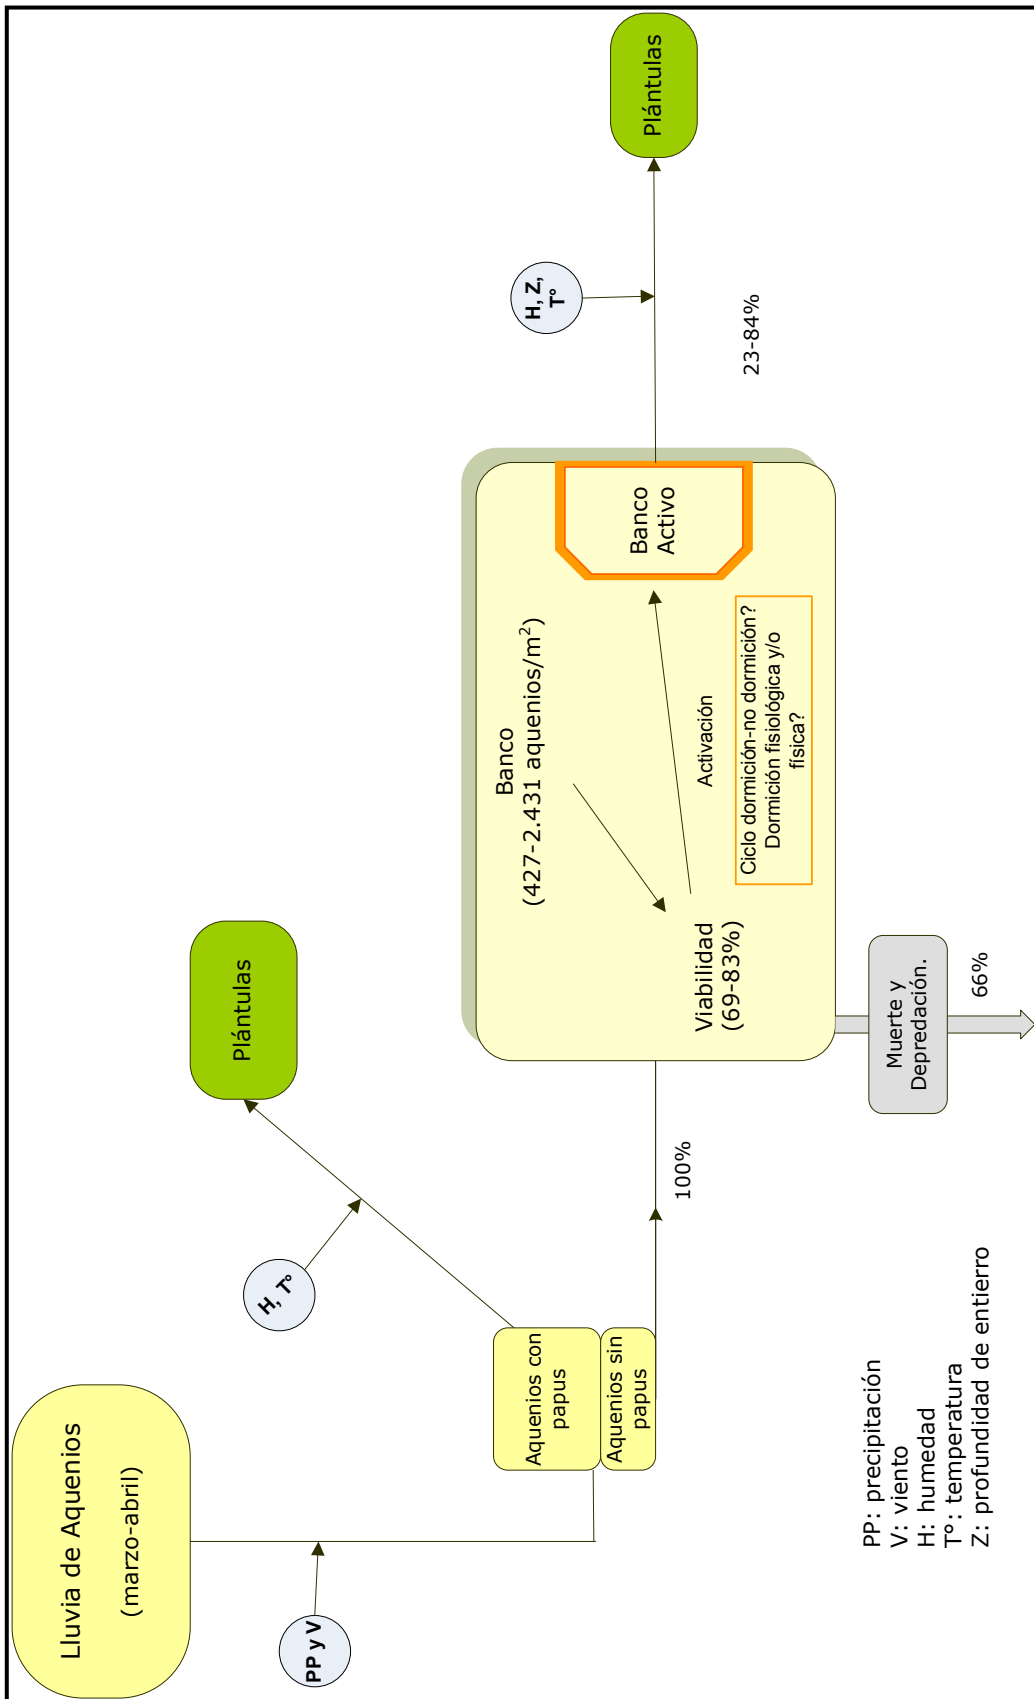 Lluvia de Aquenios
(marzo-abril)
PP y V
H, T°
Aquenios con
papus
Aquenios sin
papus
Plántulas
100%
Banco
(427-2.431 aquenios/m²)
Viabilidad
(69-83%)
Activación
Ciclo dormición-no dormición?
Dormición fisiológica y/o
física?
Banco
Activo
Muerte y
Depredación.
66%
H, Z,
T°
23-84%
Plántulas
PP: precipitación
V: viento
H: humedad
T°: temperatura
Z: profundidad de entierro